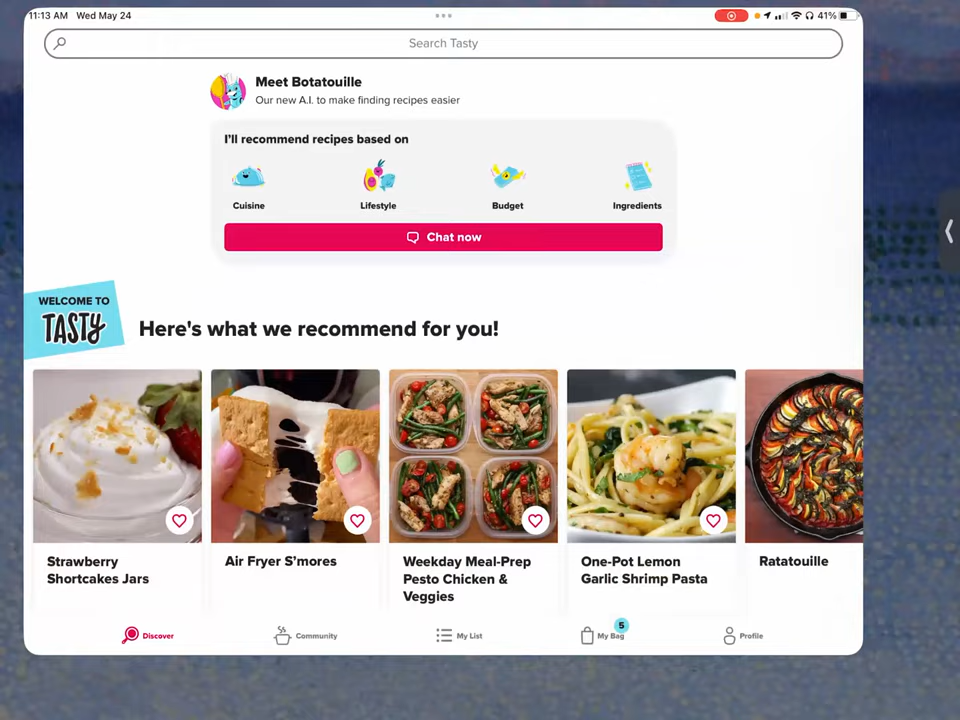 11:13 AM Wed May 24
41%
Search Tasty
Meet Botatouille
Our new A.I. to make finding recipes easier
I'll recommend recipes based on
Cuisine
Lifestyle
Budget
Ingredients
Chat now
WELCOME TO
TASTY
Here's what we recommend for you!
Strawberry
Shortcakes Jars
Air Fryer S'mores
Weekday Meal-Prep
Pesto Chicken &
Veggies
One-Pot Lemon
Garlic Shrimp Pasta
Ratatouille
Discover
Community
My List
5
My Bag
Profile